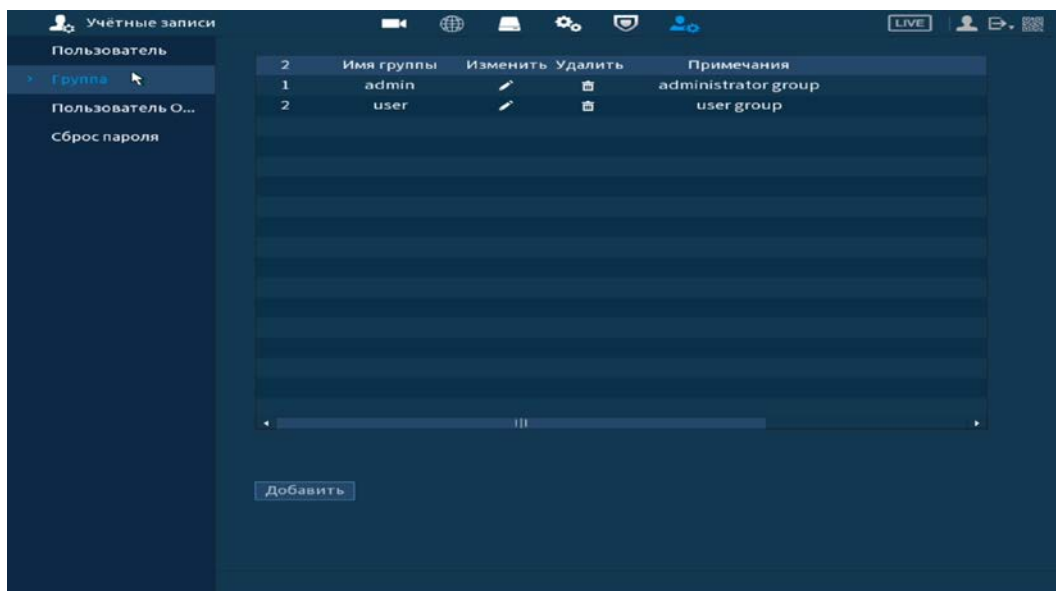 Учётные записи LIVE
Пользователь
Группа
Пользователь О...
Сброс пароля
2 Имя группы Изменить Удалить Примечания
1 admin administrator group
2 user user group
Добавить